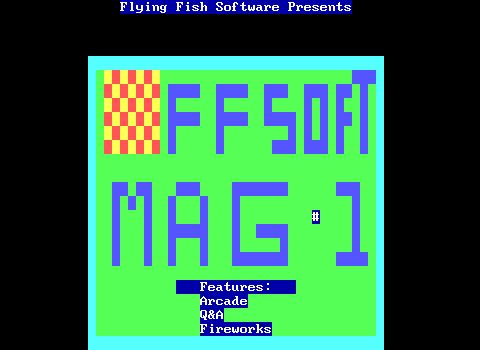 Flying Fish Software Presents
FFSOFT
MAG #1
Features:
Arcade
Q&A
Fireworks